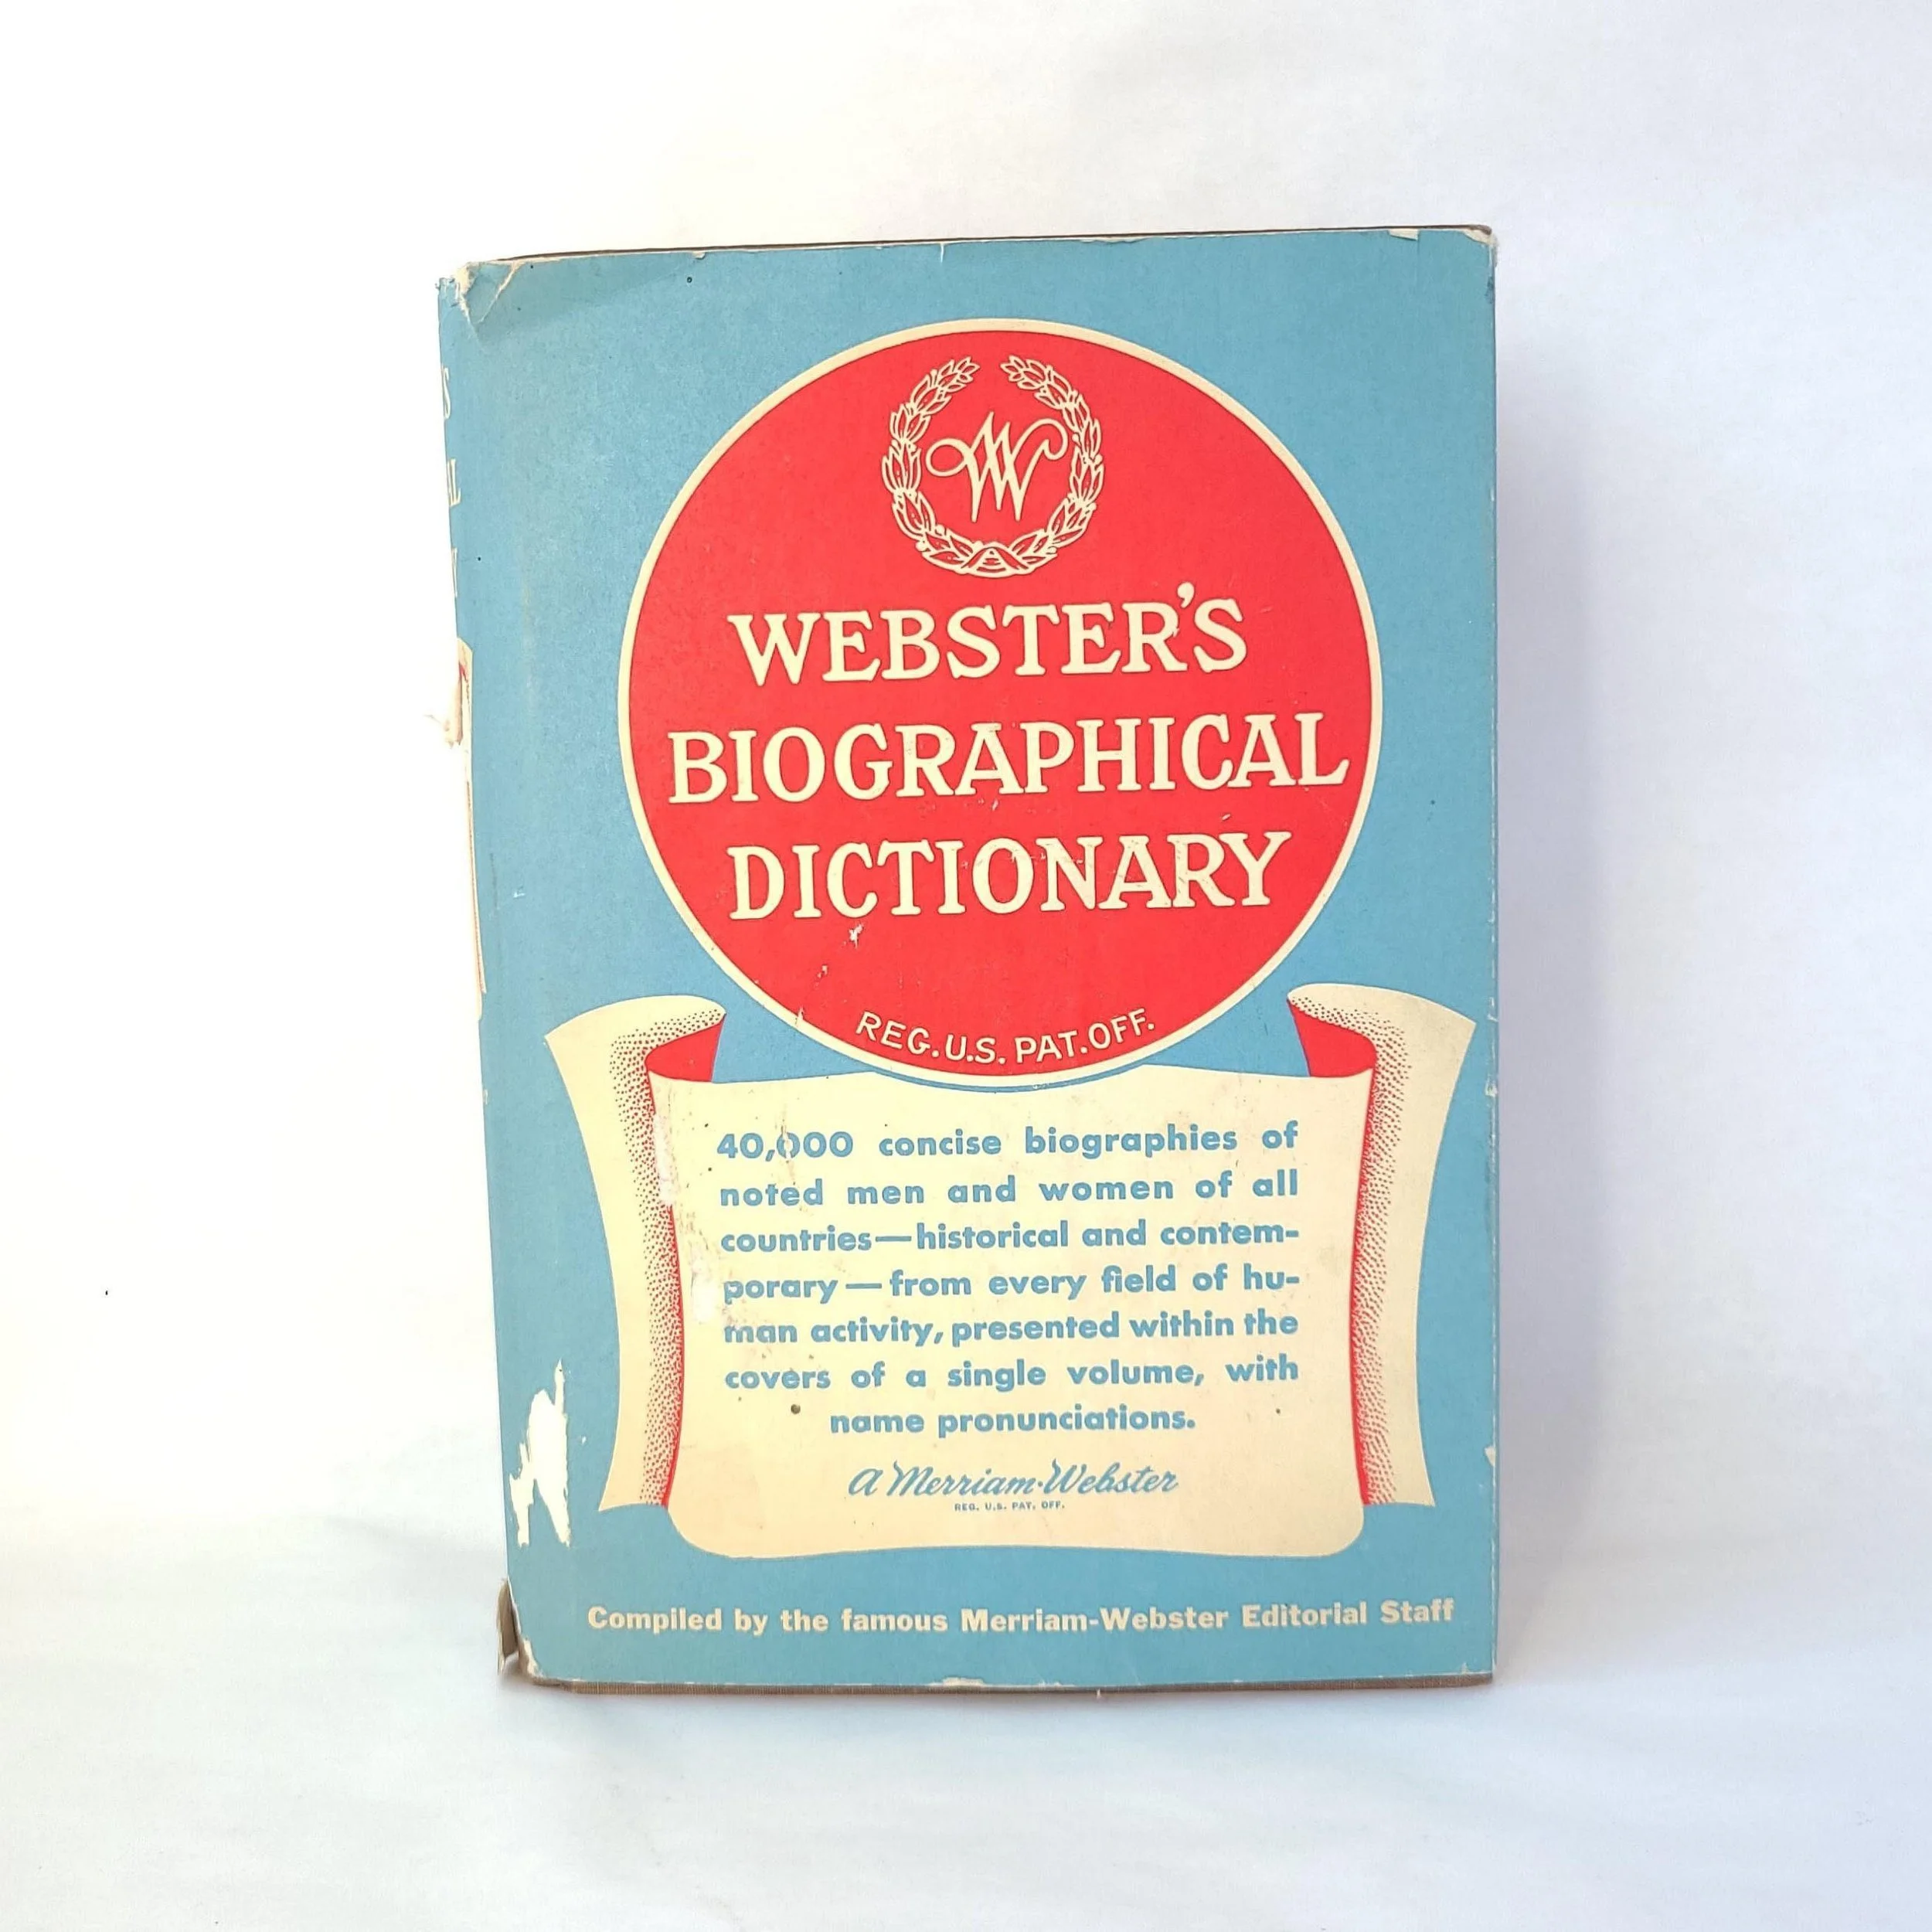 W
WEBSTER'S
BIOGRAPHICAL
DICTIONARY
REG. U.S. PAT. OFF.
40,000 concise biographies of
noted men and women of all
countries—historical and contem-
porary—from every field of hu-
man activity, presented within the
covers of a single volume, with
name pronunciations.
a Merriam-Webster
REG. U.S. PAT. OFF.
Compiled by the famous Merriam-Webster Editorial Staff